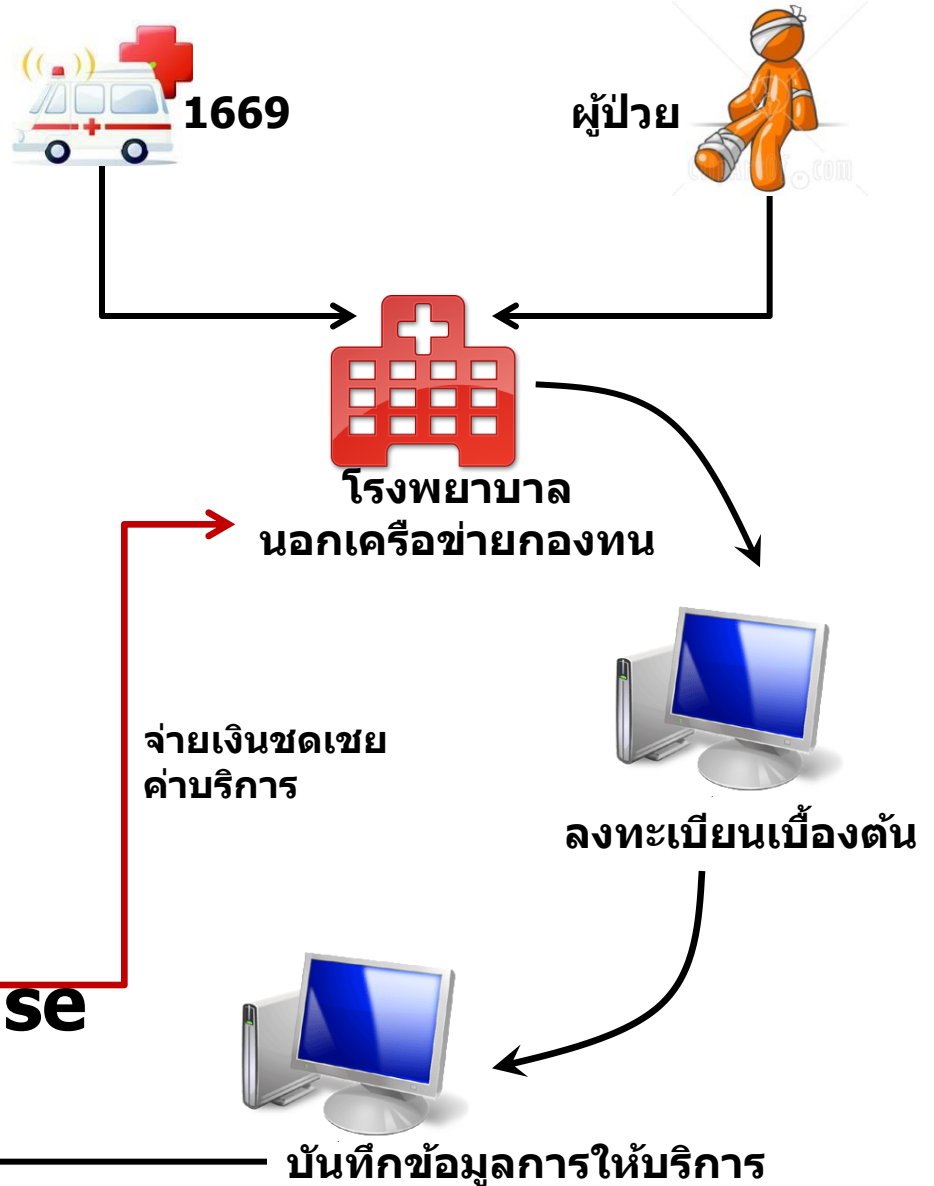 1669
ผู้ป่วย
โรงพยาบาล
นอกเครือข่ายกองทน
จ่ายเงินชดเชย
ค่าบริการ
ลงทะเบียนเบื้องต้น
se
บันทึกข้อมูลการให้บริการ